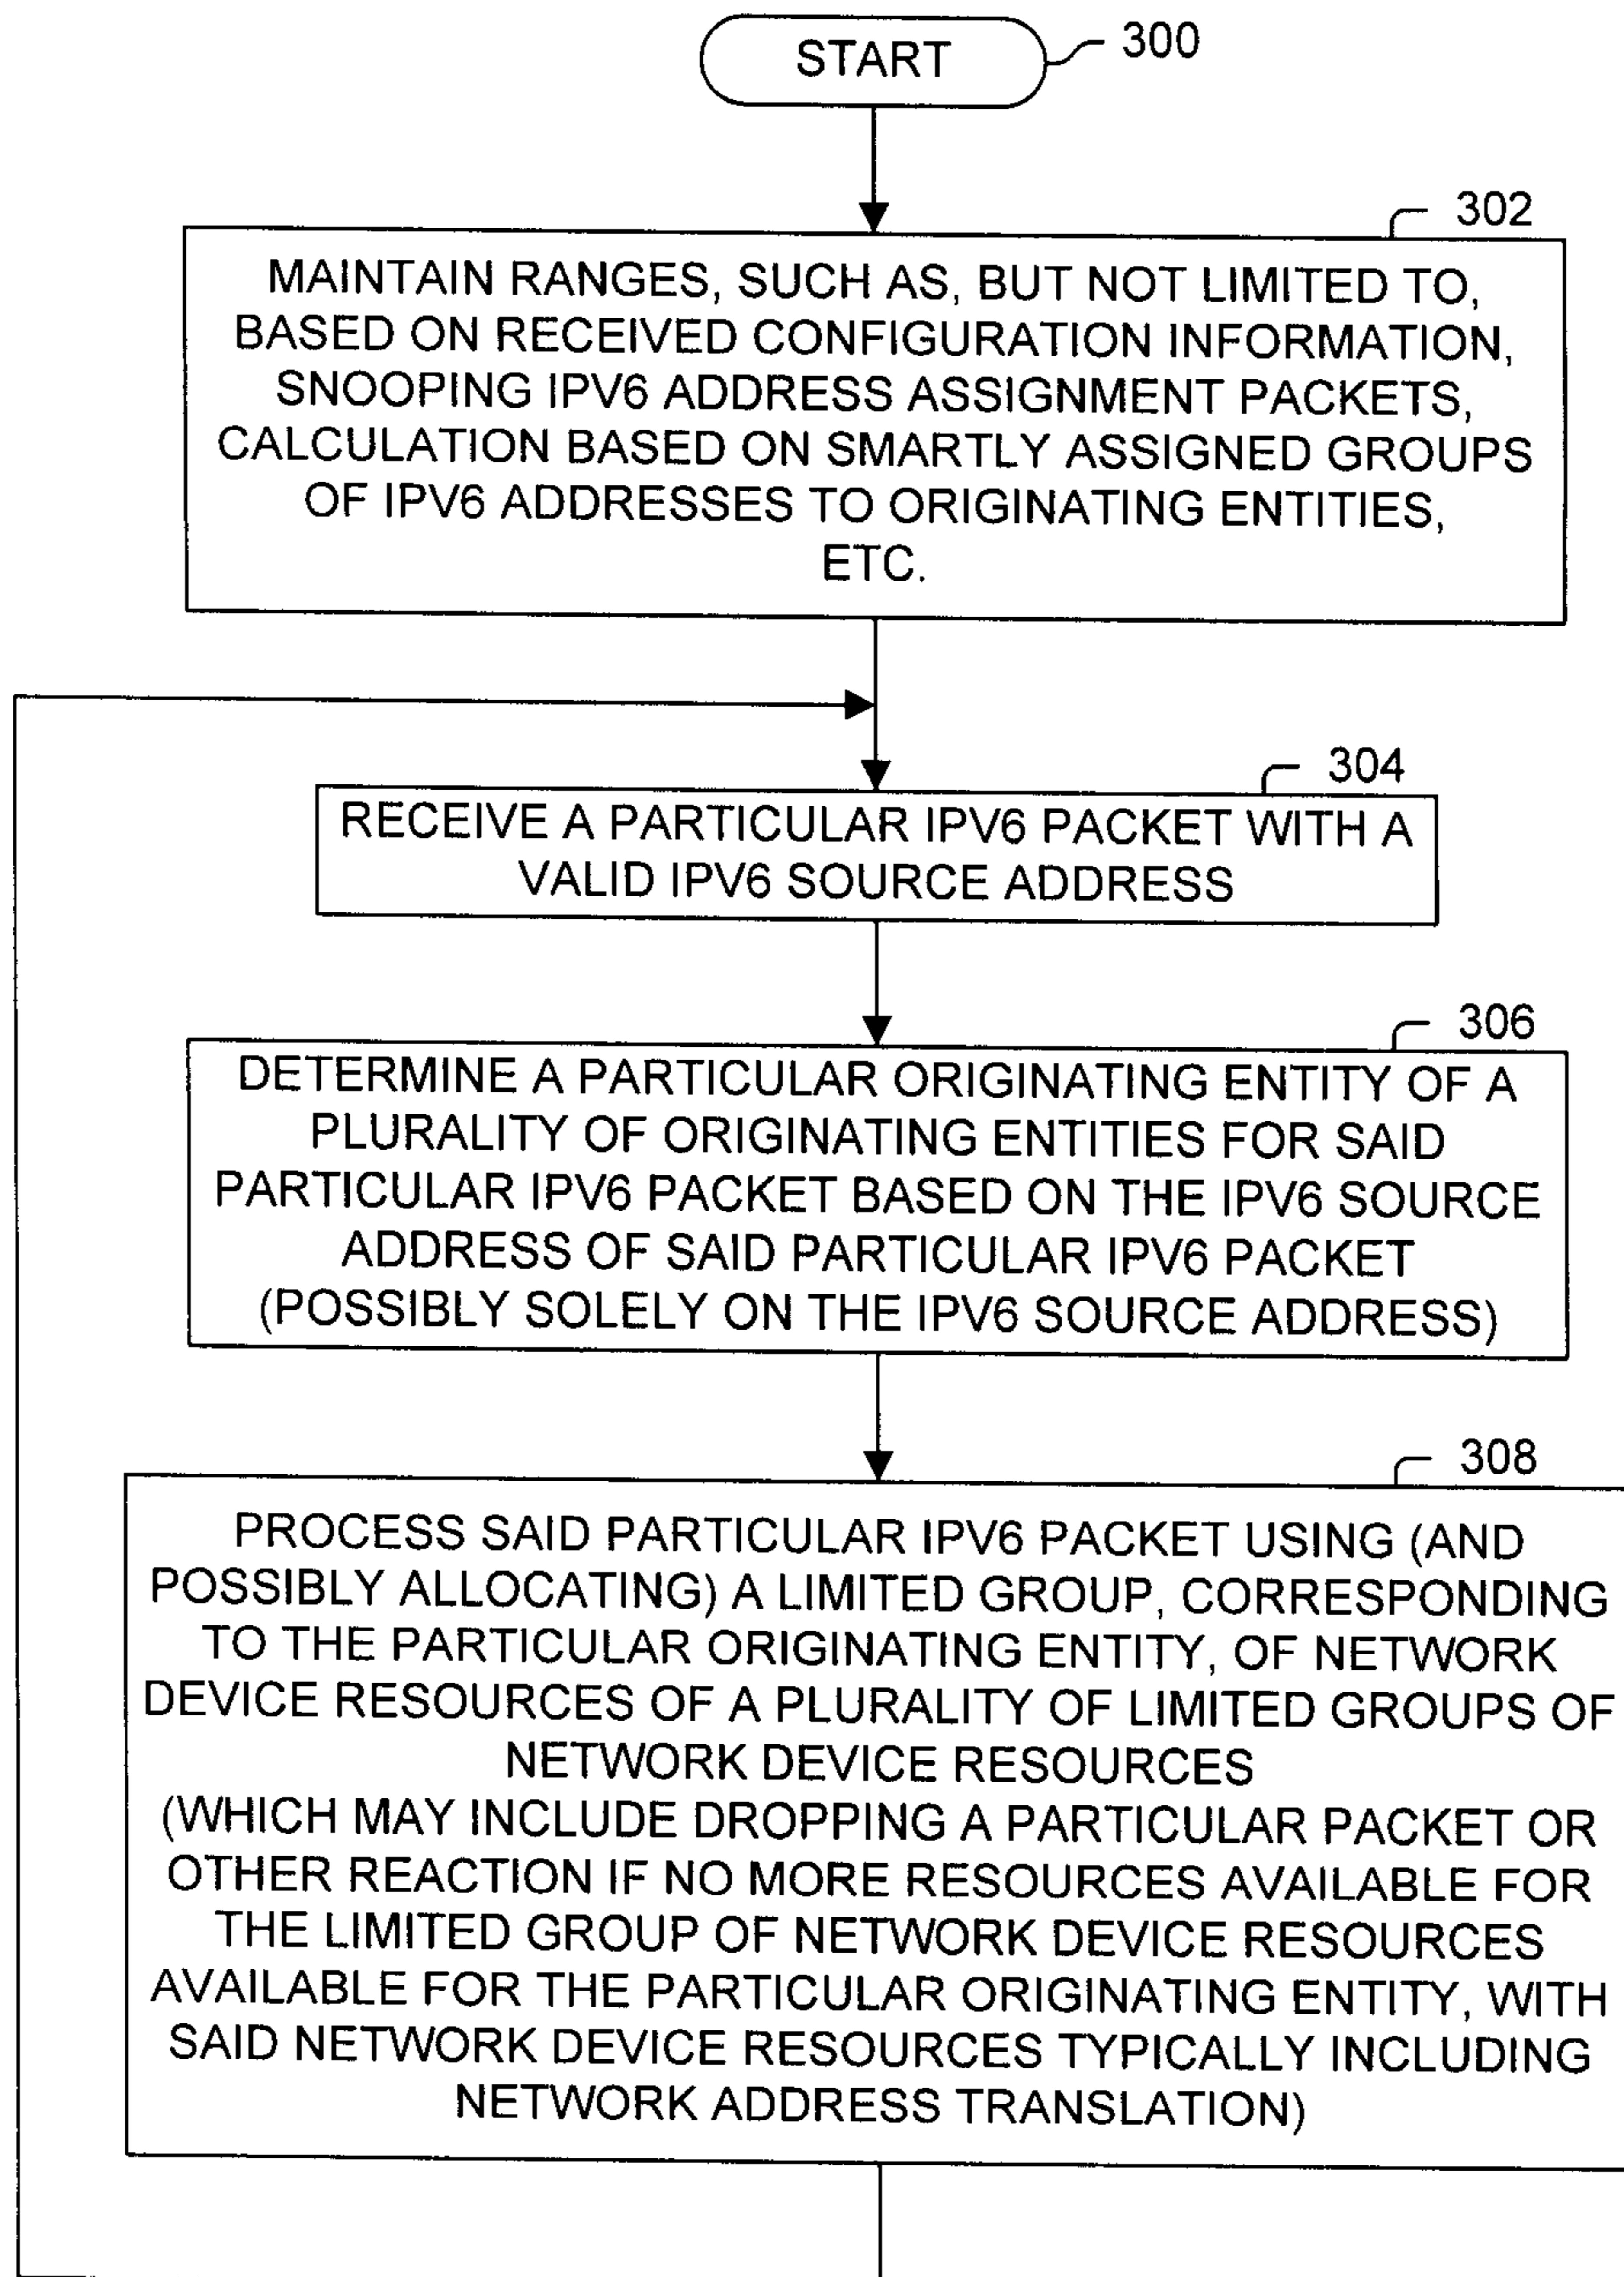 START
300
302
MAINTAIN RANGES, SUCH AS, BUT NOT LIMITED TO,
BASED ON RECEIVED CONFIGURATION INFORMATION,
SNOOPING IPV6 ADDRESS ASSIGNMENT PACKETS,
CALCULATION BASED ON SMARTLY ASSIGNED GROUPS
OF IPV6 ADDRESSES TO ORIGINATING ENTITIES,
ETC.
304
RECEIVE A PARTICULAR IPV6 PACKET WITH A
VALID IPV6 SOURCE ADDRESS
306
DETERMINE A PARTICULAR ORIGINATING ENTITY OF A
PLURALITY OF ORIGINATING ENTITIES FOR SAID
PARTICULAR IPV6 PACKET BASED ON THE IPV6 SOURCE
ADDRESS OF SAID PARTICULAR IPV6 PACKET
(POSSIBLY SOLELY ON THE IPV6 SOURCE ADDRESS)
308
PROCESS SAID PARTICULAR IPV6 PACKET USING (AND
POSSIBLY ALLOCATING) A LIMITED GROUP, CORRESPONDING
TO THE PARTICULAR ORIGINATING ENTITY, OF NETWORK
DEVICE RESOURCES OF A PLURALITY OF LIMITED GROUPS OF
NETWORK DEVICE RESOURCES
(WHICH MAY INCLUDE DROPPING A PARTICULAR PACKET OR
OTHER REACTION IF NO MORE RESOURCES AVAILABLE FOR
THE LIMITED GROUP OF NETWORK DEVICE RESOURCES
AVAILABLE FOR THE PARTICULAR ORIGINATING ENTITY, WITH
SAID NETWORK DEVICE RESOURCES TYPICALLY INCLUDING
NETWORK ADDRESS TRANSLATION)